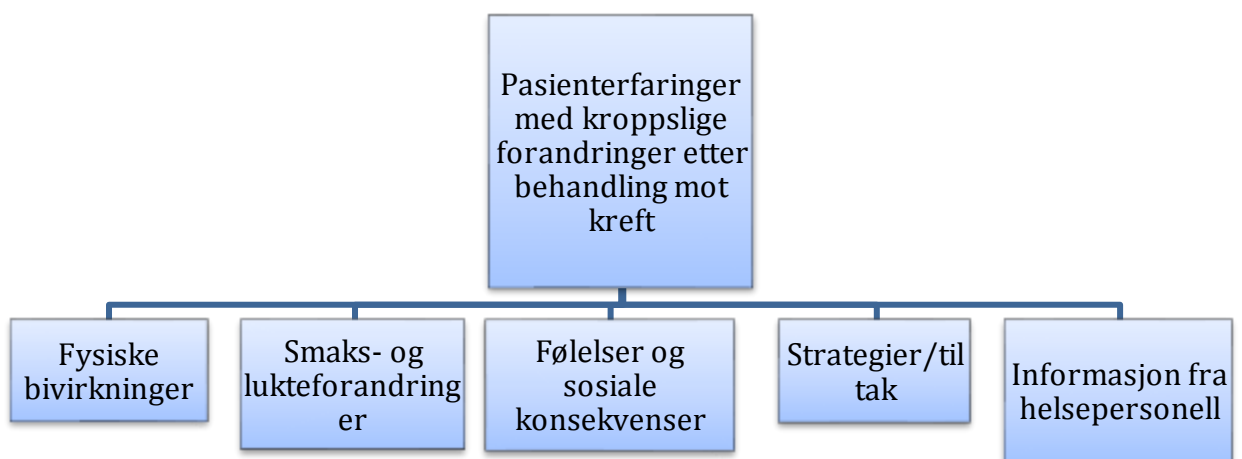 Pasienterfaringer
med kroppslige
forandringer etter
behandling mot
kreft
Fysiske
bivirkninger
Smaks- og
lukteforandring
er
Følelser og
sosiale
konsekvenser
Strategier/til
tak
Informasjon fra
helsepersonell